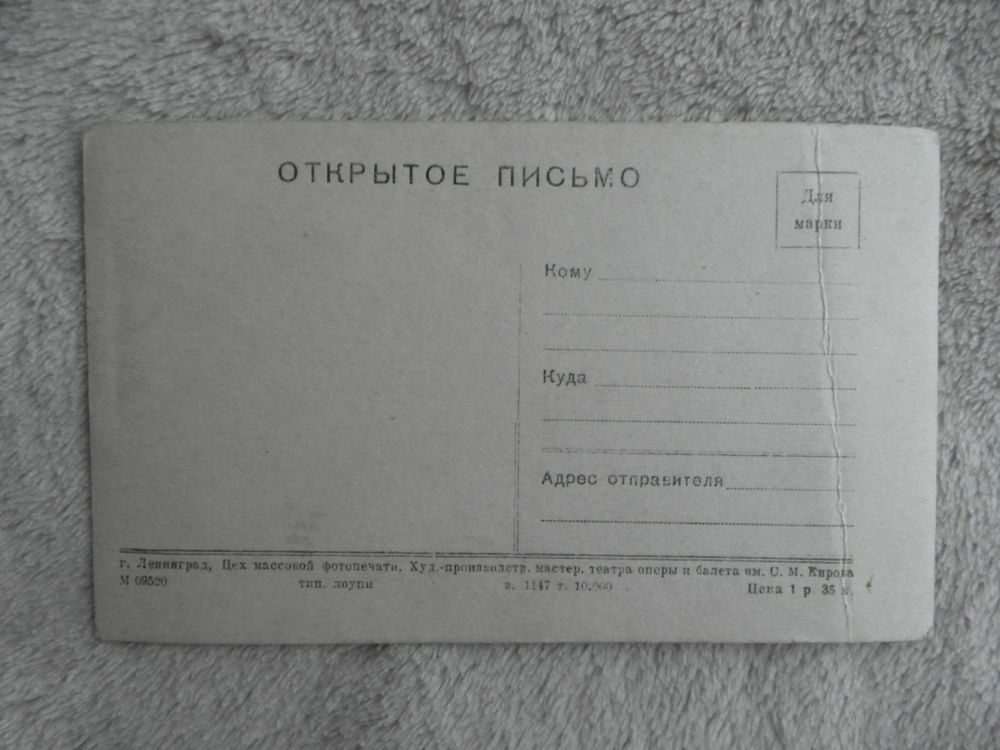 ОТКРЫТОЕ ПИСЬМО
Для
марки
Кому
Куда
Адрес отправителя
г. Ленинград, Цех массовой фотопечати. Худ.-производств. мастер. театра оперы и балета им. С. М. Кирова
М 09520 тип. лоупи з. 1147 т. 10.000
Цена 1 р 35 к.